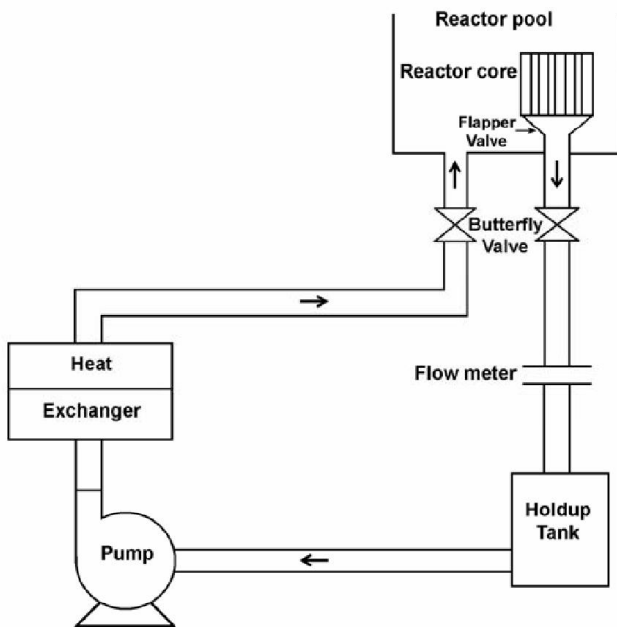 Reactor pool
Reactor core
Flapper
Valve
Butterfly
Valve
Heat
Exchanger
Flow meter
Holdup
Tank
Pump